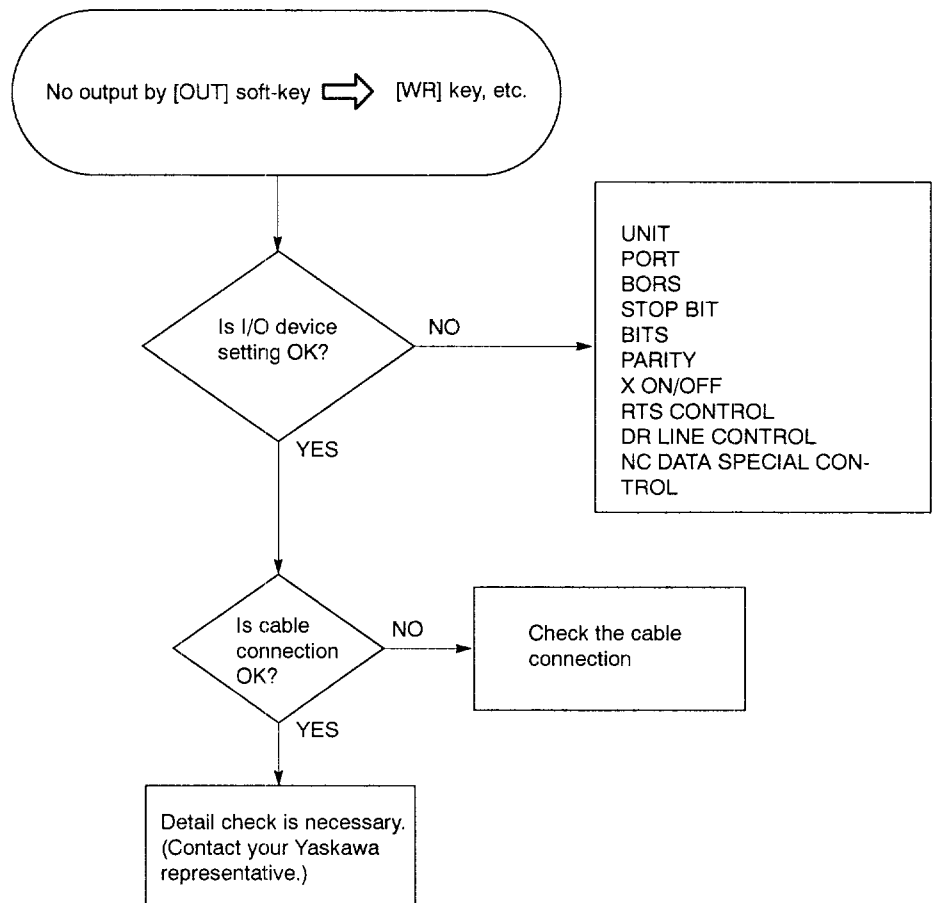 No output by [OUT] soft-key [WR] key, etc.
Is I/O device
setting OK?
NO
UNIT
PORT
BORS
STOP BIT
BITS
PARITY
X ON/OFF
RTS CONTROL
DR LINE CONTROL
NC DATA SPECIAL CON-
TROL
YES
Is cable
connection
OK?
NO
Check the cable
connection
YES
Detail check is necessary.
(Contact your Yaskawa
representative.)